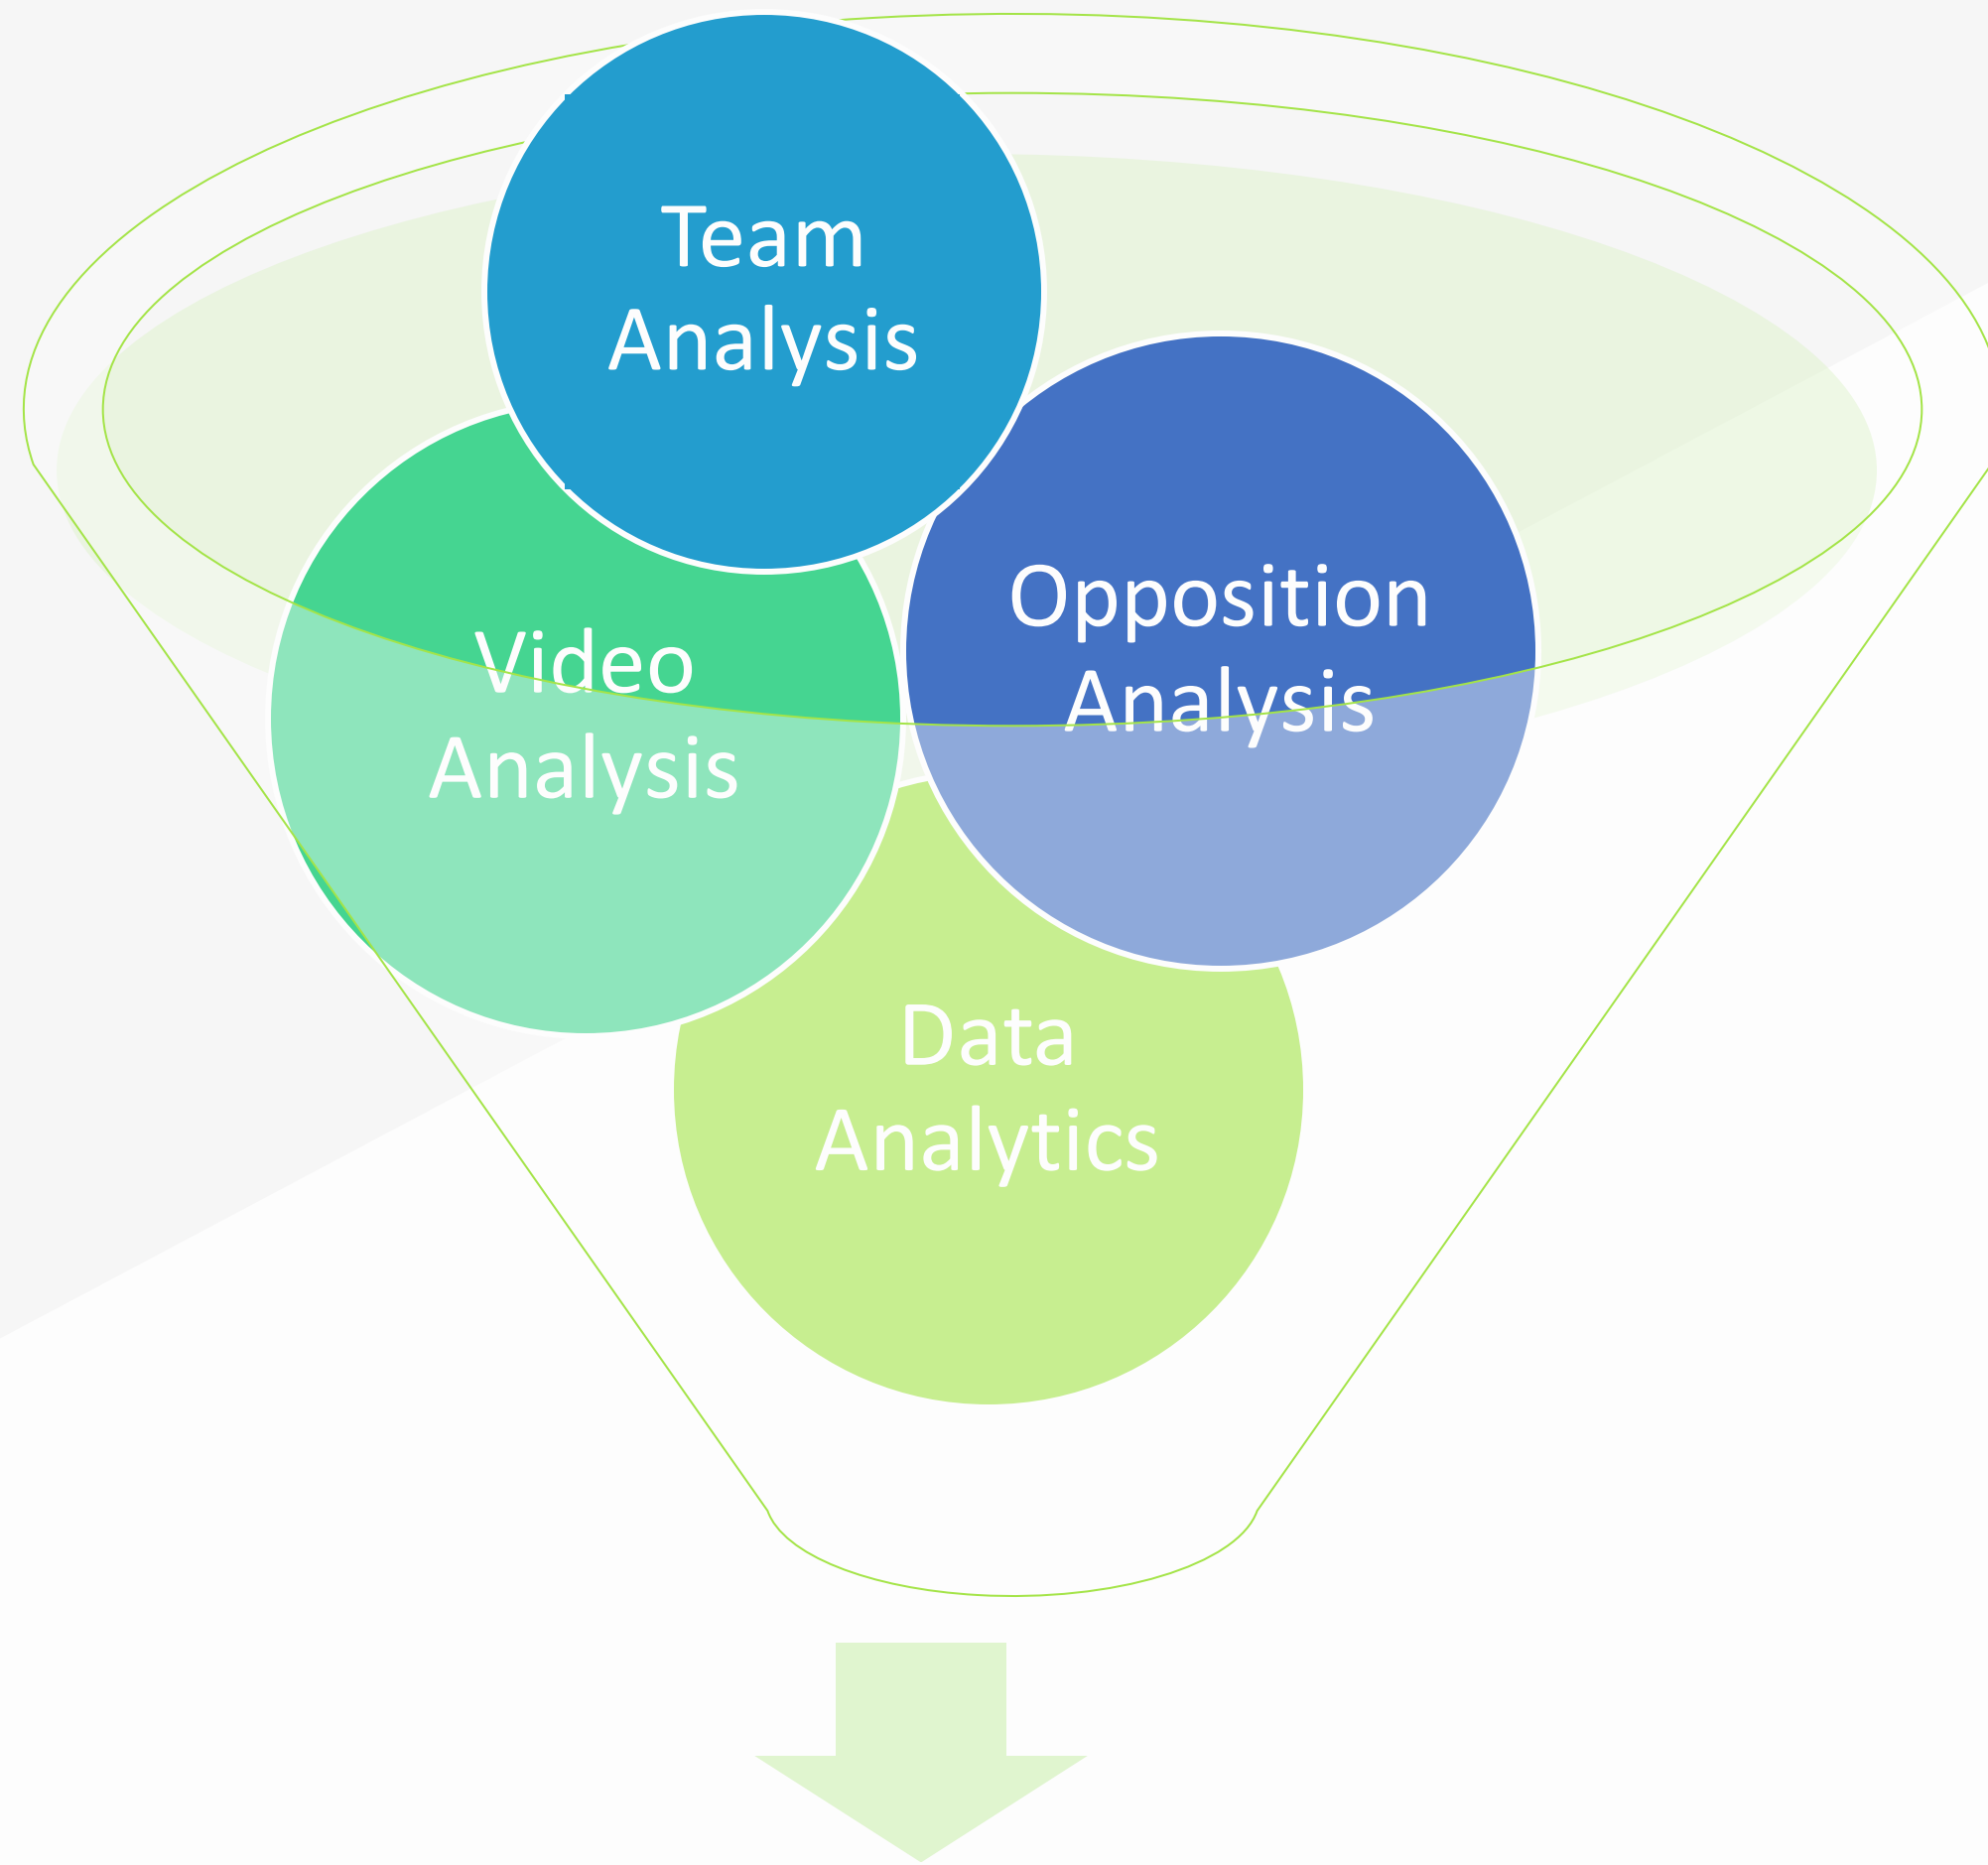 Team
Analysis
Opposition
Analysis
Video
Analysis
Data
Analytics